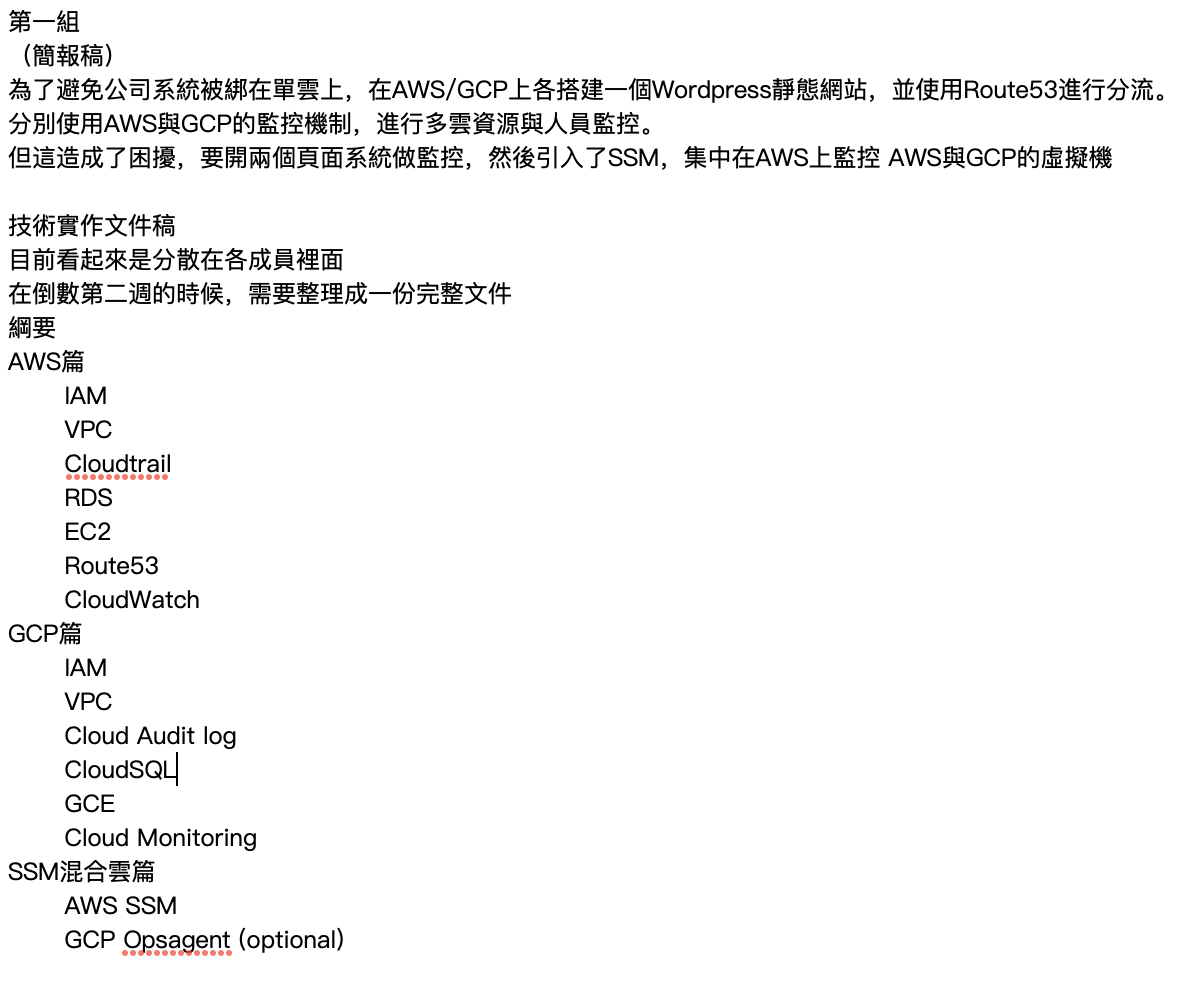 第一組
（簡報稿）
為了避免公司系統被綁在單雲上，在AWS/GCP上各搭建一個Wordpress靜態網站，並使用Route53進行分流。
分別使用AWS與GCP的監控機制，進行多雲資源與人員監控。
但這造成了困擾，要開兩個頁面系統做監控，然後引入了SSM，集中在AWS上監控 AWS與GCP的虛擬機
技術實作文件稿
目前看起來是分散在各成員裡面
在倒數第二週的時候，需要整理成一份完整文件
綱要
AWS篇
IAM
VPC
Cloudtrail
RDS
EC2
Route53
CloudWatch
GCP篇
IAM
VPC
Cloud Audit log
CloudSQL
GCE
Cloud Monitoring
SSM混合雲篇
AWS SSM
GCP Opsagent (optional)